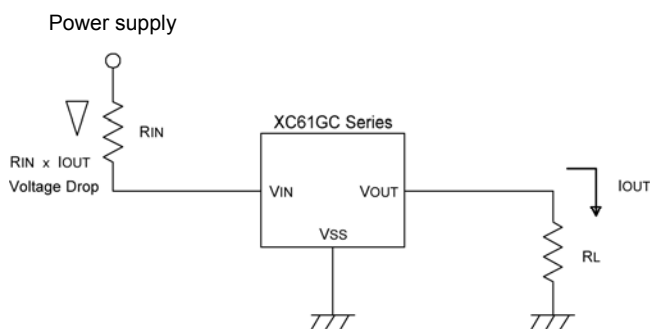 Power supply
RIN
RIN x IOUT
Voltage Drop
XC61GC Series
VIN
VOUT
VSS
IOUT
RL